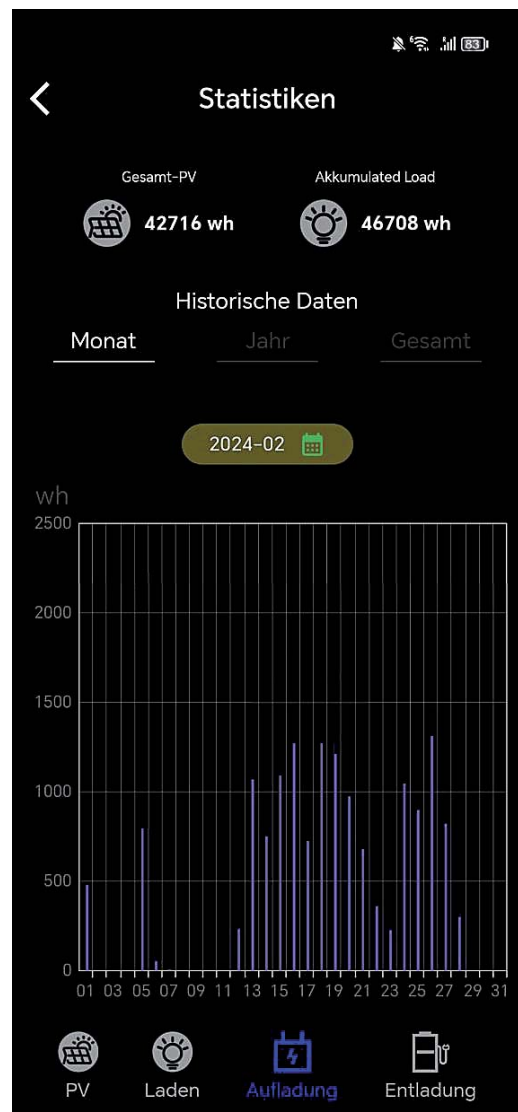 83
Statistiken
Gesamt-PV Akkumulated Load
42716 wh 46708 wh
Historische Daten
Monat Jahr Gesamt
2024-02
wh
2500
2000
1500
1000
500
0
01 03 05 07 09 11 13 15 17 19 21 23 25 27 29 31
PV Laden Aufladung Entladung